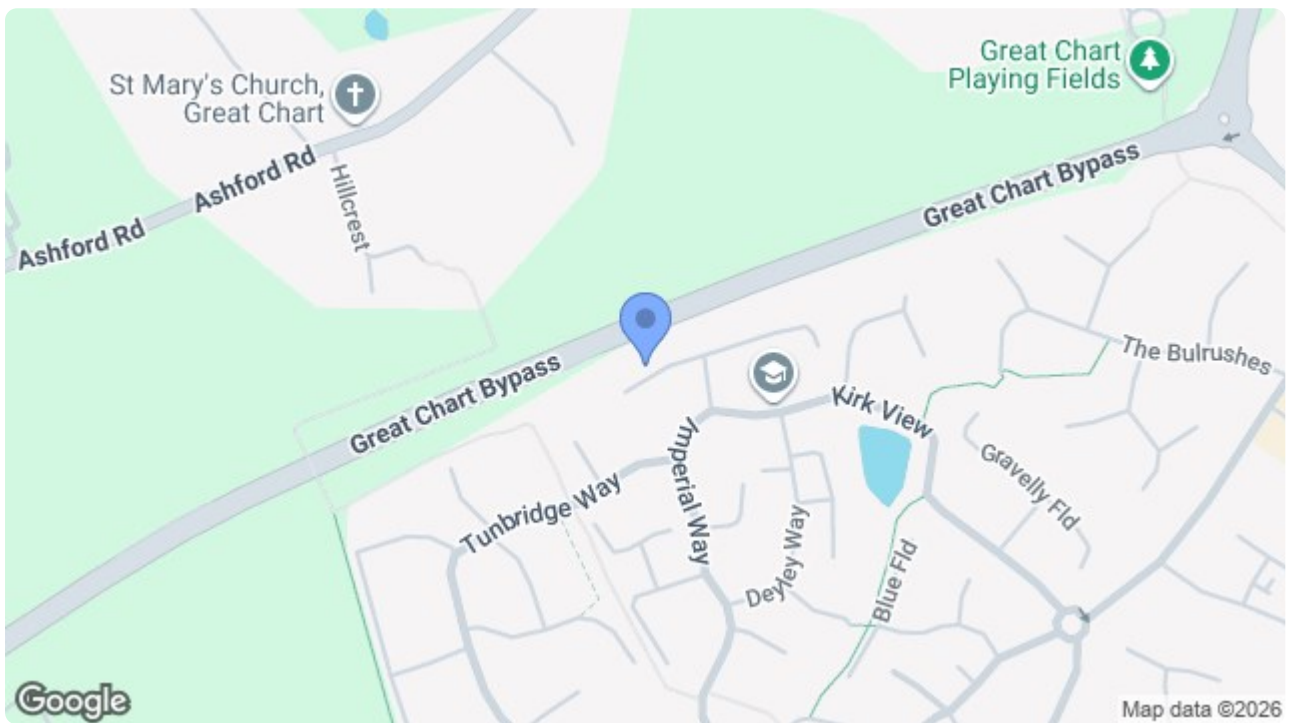 St Mary's Church,
Great Chart
Great Chart
Playing Fields
Ashford Rd
Ashford Rd
Hillcrest
Great Chart Bypass
Great Chart Bypass
The Bulrushes
Kirk View
Imperial Way
Gravelly Fld
Tunbridge Way
Deyley Way
Blue Fld
Google
Map data ©2026